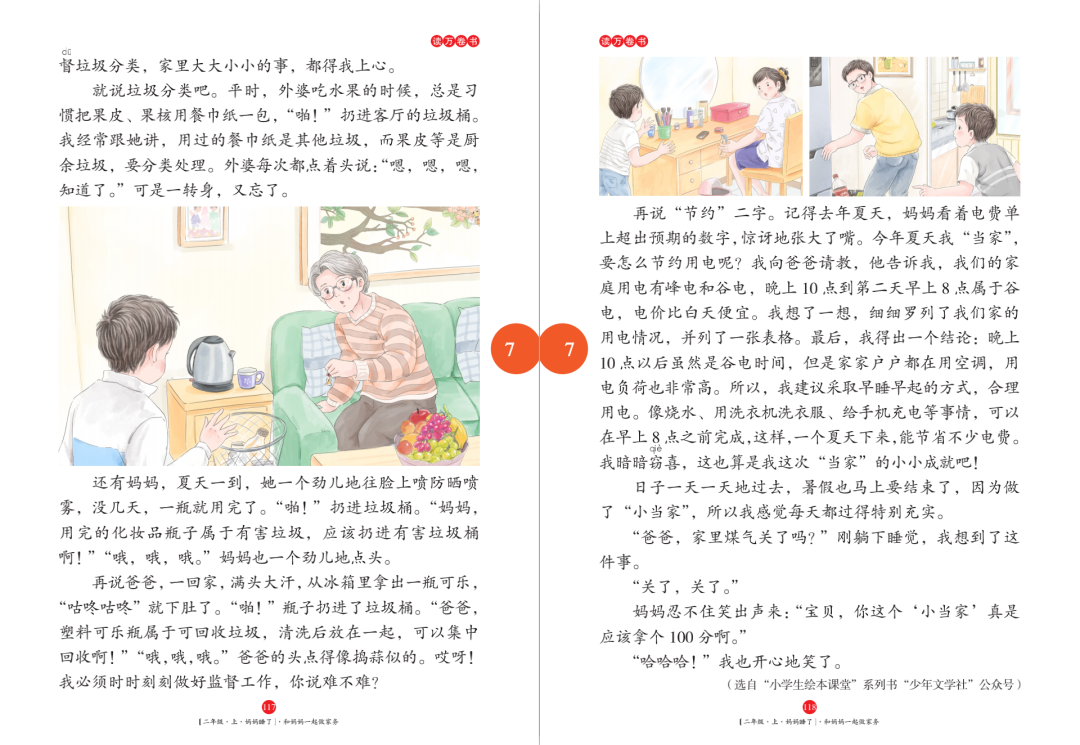 读万卷书
dū
督垃圾分类，家里大大小小的事，都得我上心。
就说垃圾分类吧。平时，外婆吃水果的时候，总是习
惯把果皮、果核用餐巾纸一包，“啪！”扔进客厅的垃圾桶。
我经常跟她讲，用过的餐巾纸是其他垃圾，而果皮等是厨
余垃圾，要分类处理。外婆每次都点着头说：“嗯，嗯，嗯，
知道了。”可是一转身，又忘了。
还有妈妈，夏天一到，她一个劲儿地往脸上喷防晒喷
雾，没几天，一瓶就用完了。“啪！”扔进垃圾桶。“妈妈，
用完的化妆品瓶子属于有害垃圾，应该扔进有害垃圾桶
啊！”“哦，哦，哦。”妈妈也一个劲儿地点头。
再说爸爸，一回家，满头大汗，从冰箱里拿出一瓶可乐，
“咕咚咕咚”就下肚了。“啪！”瓶子扔进了垃圾桶。“爸爸，
塑料可乐瓶属于可回收垃圾，清洗后放在一起，可以集中
回收啊！”“哦，哦，哦。”爸爸的头点得像捣蒜似的。哎呀！
我必须时时刻刻做好监督工作，你说难不难？
117
【二年级·上·妈妈睡了】·和妈妈一起做家务
7
7
读万卷书
再说“节约”二字。记得去年夏天，妈妈看着电费单
上超出预期的数字，惊讶地张大了嘴。今年夏天我“当家”，
要怎么节约用电呢？我向爸爸请教，他告诉我，我们的家
庭用电有峰电和谷电，晚上 10 点到第二天早上 8 点属于谷
电，电价比白天便宜。我想了一想，细细罗列了我们家的
用电情况，并列了一张表格。最后，我得出一个结论：晚上
10 点以后虽然是谷电时间，但是家家户户都在用空调，用
电负荷也非常高。所以，我建议采取早睡早起的方式，合理
用电。像烧水、用洗衣机洗衣服、给手机充电等事情，可以
在早上 8 点之前完成，这样，一个夏天下来，能节省不少电费。
qiè
我暗暗窃喜，这也算是我这次“当家”的小小成就吧！
日子一天一天地过去，暑假也马上要结束了，因为做
了“小当家”，所以我感觉每天都过得特别充实。
“爸爸，家里煤气关了吗？”刚躺下睡觉，我想到了这
件事。
“关了，关了。”
妈妈忍不住笑出声来：“宝贝，你这个‘小当家’真是
应该拿个 100 分啊。”
“哈哈哈！”我也开心地笑了。
（选自“小学生绘本课堂”系列书“少年文学社”公众号）
118
【二年级·上·妈妈睡了】·和妈妈一起做家务